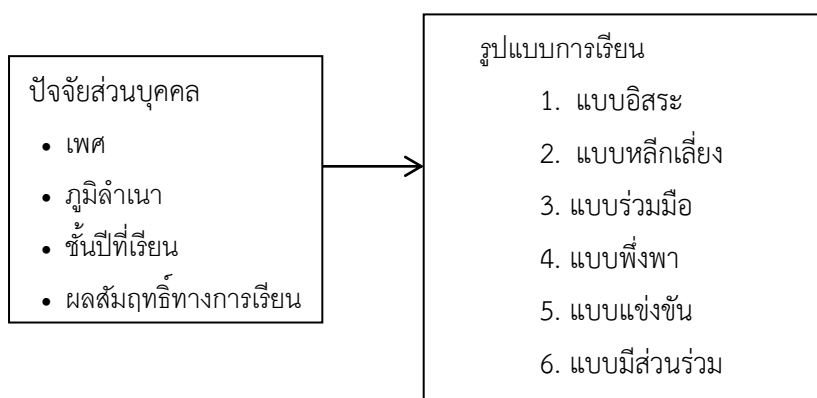 ปัจจัยส่วนบุคคล
• เพศ
• ภูมิลำเนา
• ชั้นปีที่เรียน
• ผลสัมฤทธิ์ทางการเรียน
รูปแบบการเรียน
1. แบบอิสระ
2. แบบหลีกเลี่ยง
3. แบบร่วมมือ
4. แบบพึ่งพา
5. แบบแข่งขัน
6. แบบมีส่วนร่วม